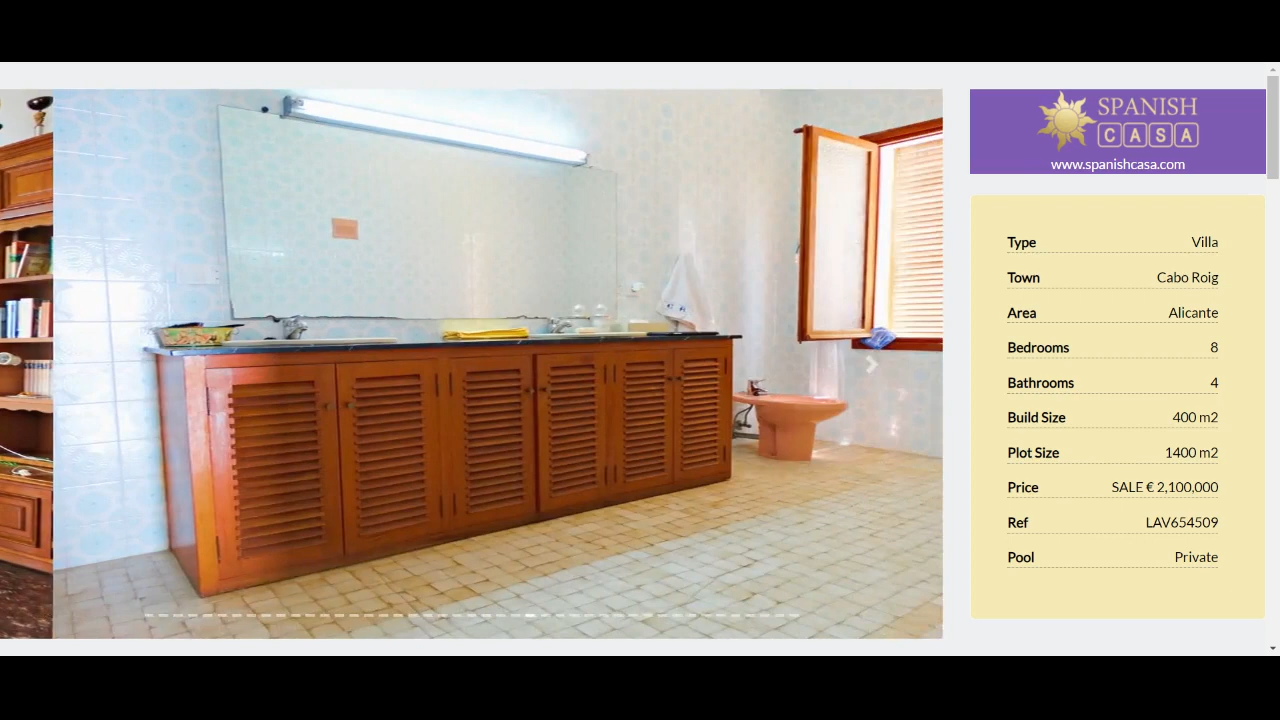 SPANISH
CASA
www.spanishcasa.com
Type Villa
Town Cabo Roig
Area Alicante
Bedrooms 8
Bathrooms 4
Build Size 400 m2
Plot Size 1400 m2
Price SALE € 2,100,000
Ref LAV654509
Pool Private